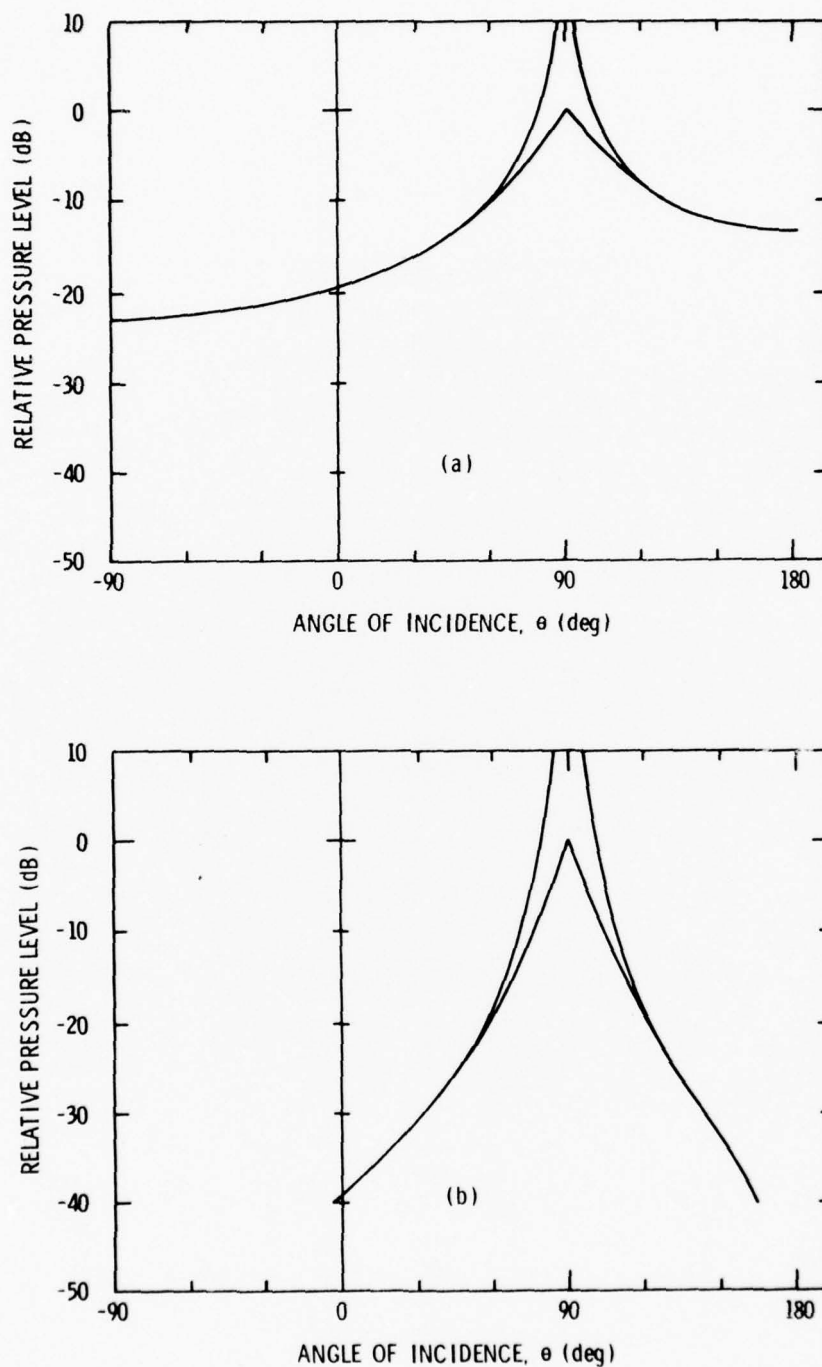 10
0
-10
-20
-30
-40
-50
RELATIVE PRESSURE LEVEL (dB)
(a)
-90 0 90 180
ANGLE OF INCIDENCE, θ (deg)
10
0
-10
-20
-30
-40
-50
RELATIVE PRESSURE LEVEL (dB)
(b)
-90 0 90 180
ANGLE OF INCIDENCE, θ (deg)